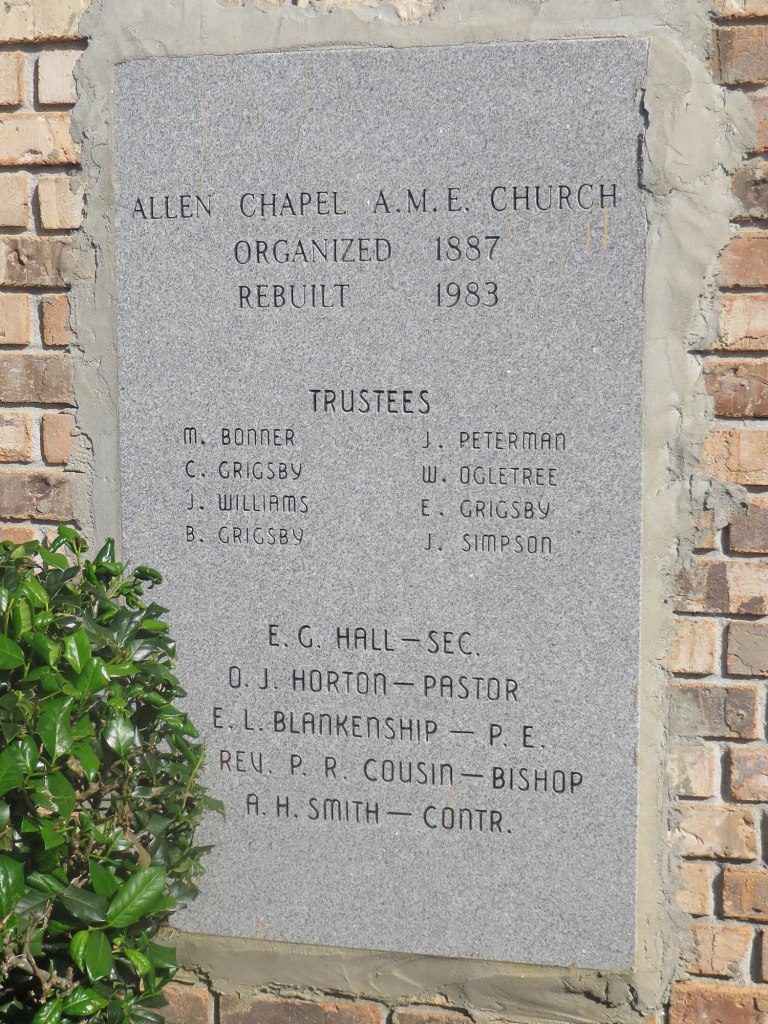 ALLEN CHAPEL A.M.E. CHURCH
ORGANIZED 1887
REBUILT 1983
TRUSTEES
M. BONNER J. PETERMAN
C. GRIGSBY W. OGLETREE
J. WILLIAMS E. GRIGSBY
B. GRIGSBY J. SIMPSON
E. G. HALL — SEC.
O. J. HORTON — PASTOR
E. L. BLANKENSHIP — P. E.
REV. P. R. COUSIN — BISHOP
A. H. SMITH — CONTR.